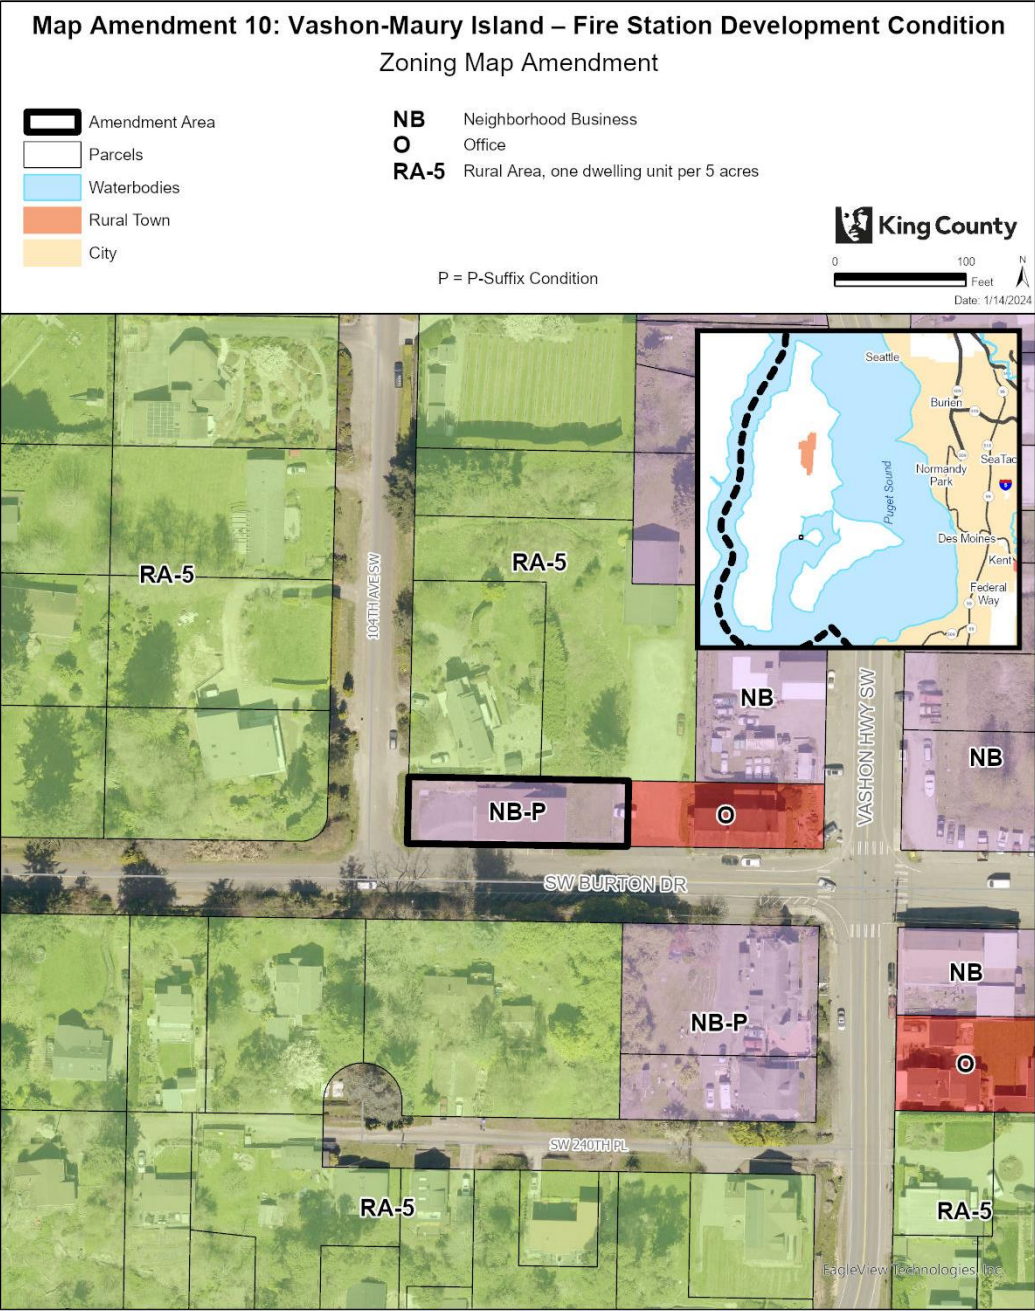 Map Amendment 10: Vashon-Maury Island – Fire Station Development Condition
Zoning Map Amendment
Amendment Area
Parcels
Waterbodies
Rural Town
City
NB Neighborhood Business
O Office
RA-5 Rural Area, one dwelling unit per 5 acres
P = P-Suffix Condition
King County
0 100
Feet
N
Date: 1/14/2024
Seattle
Burien
SeaTac
Normandy
Park
Puget Sound
Des Moines
Kent
Federal
Way
5
RA-5
104TH AVE SW
RA-5
NB
VASHON HWY SW
NB
NB-P
O
SW BURTON DR
NB
NB-P
O
SW 240TH PL
RA-5
RA-5
EagleView Technologies, Inc.